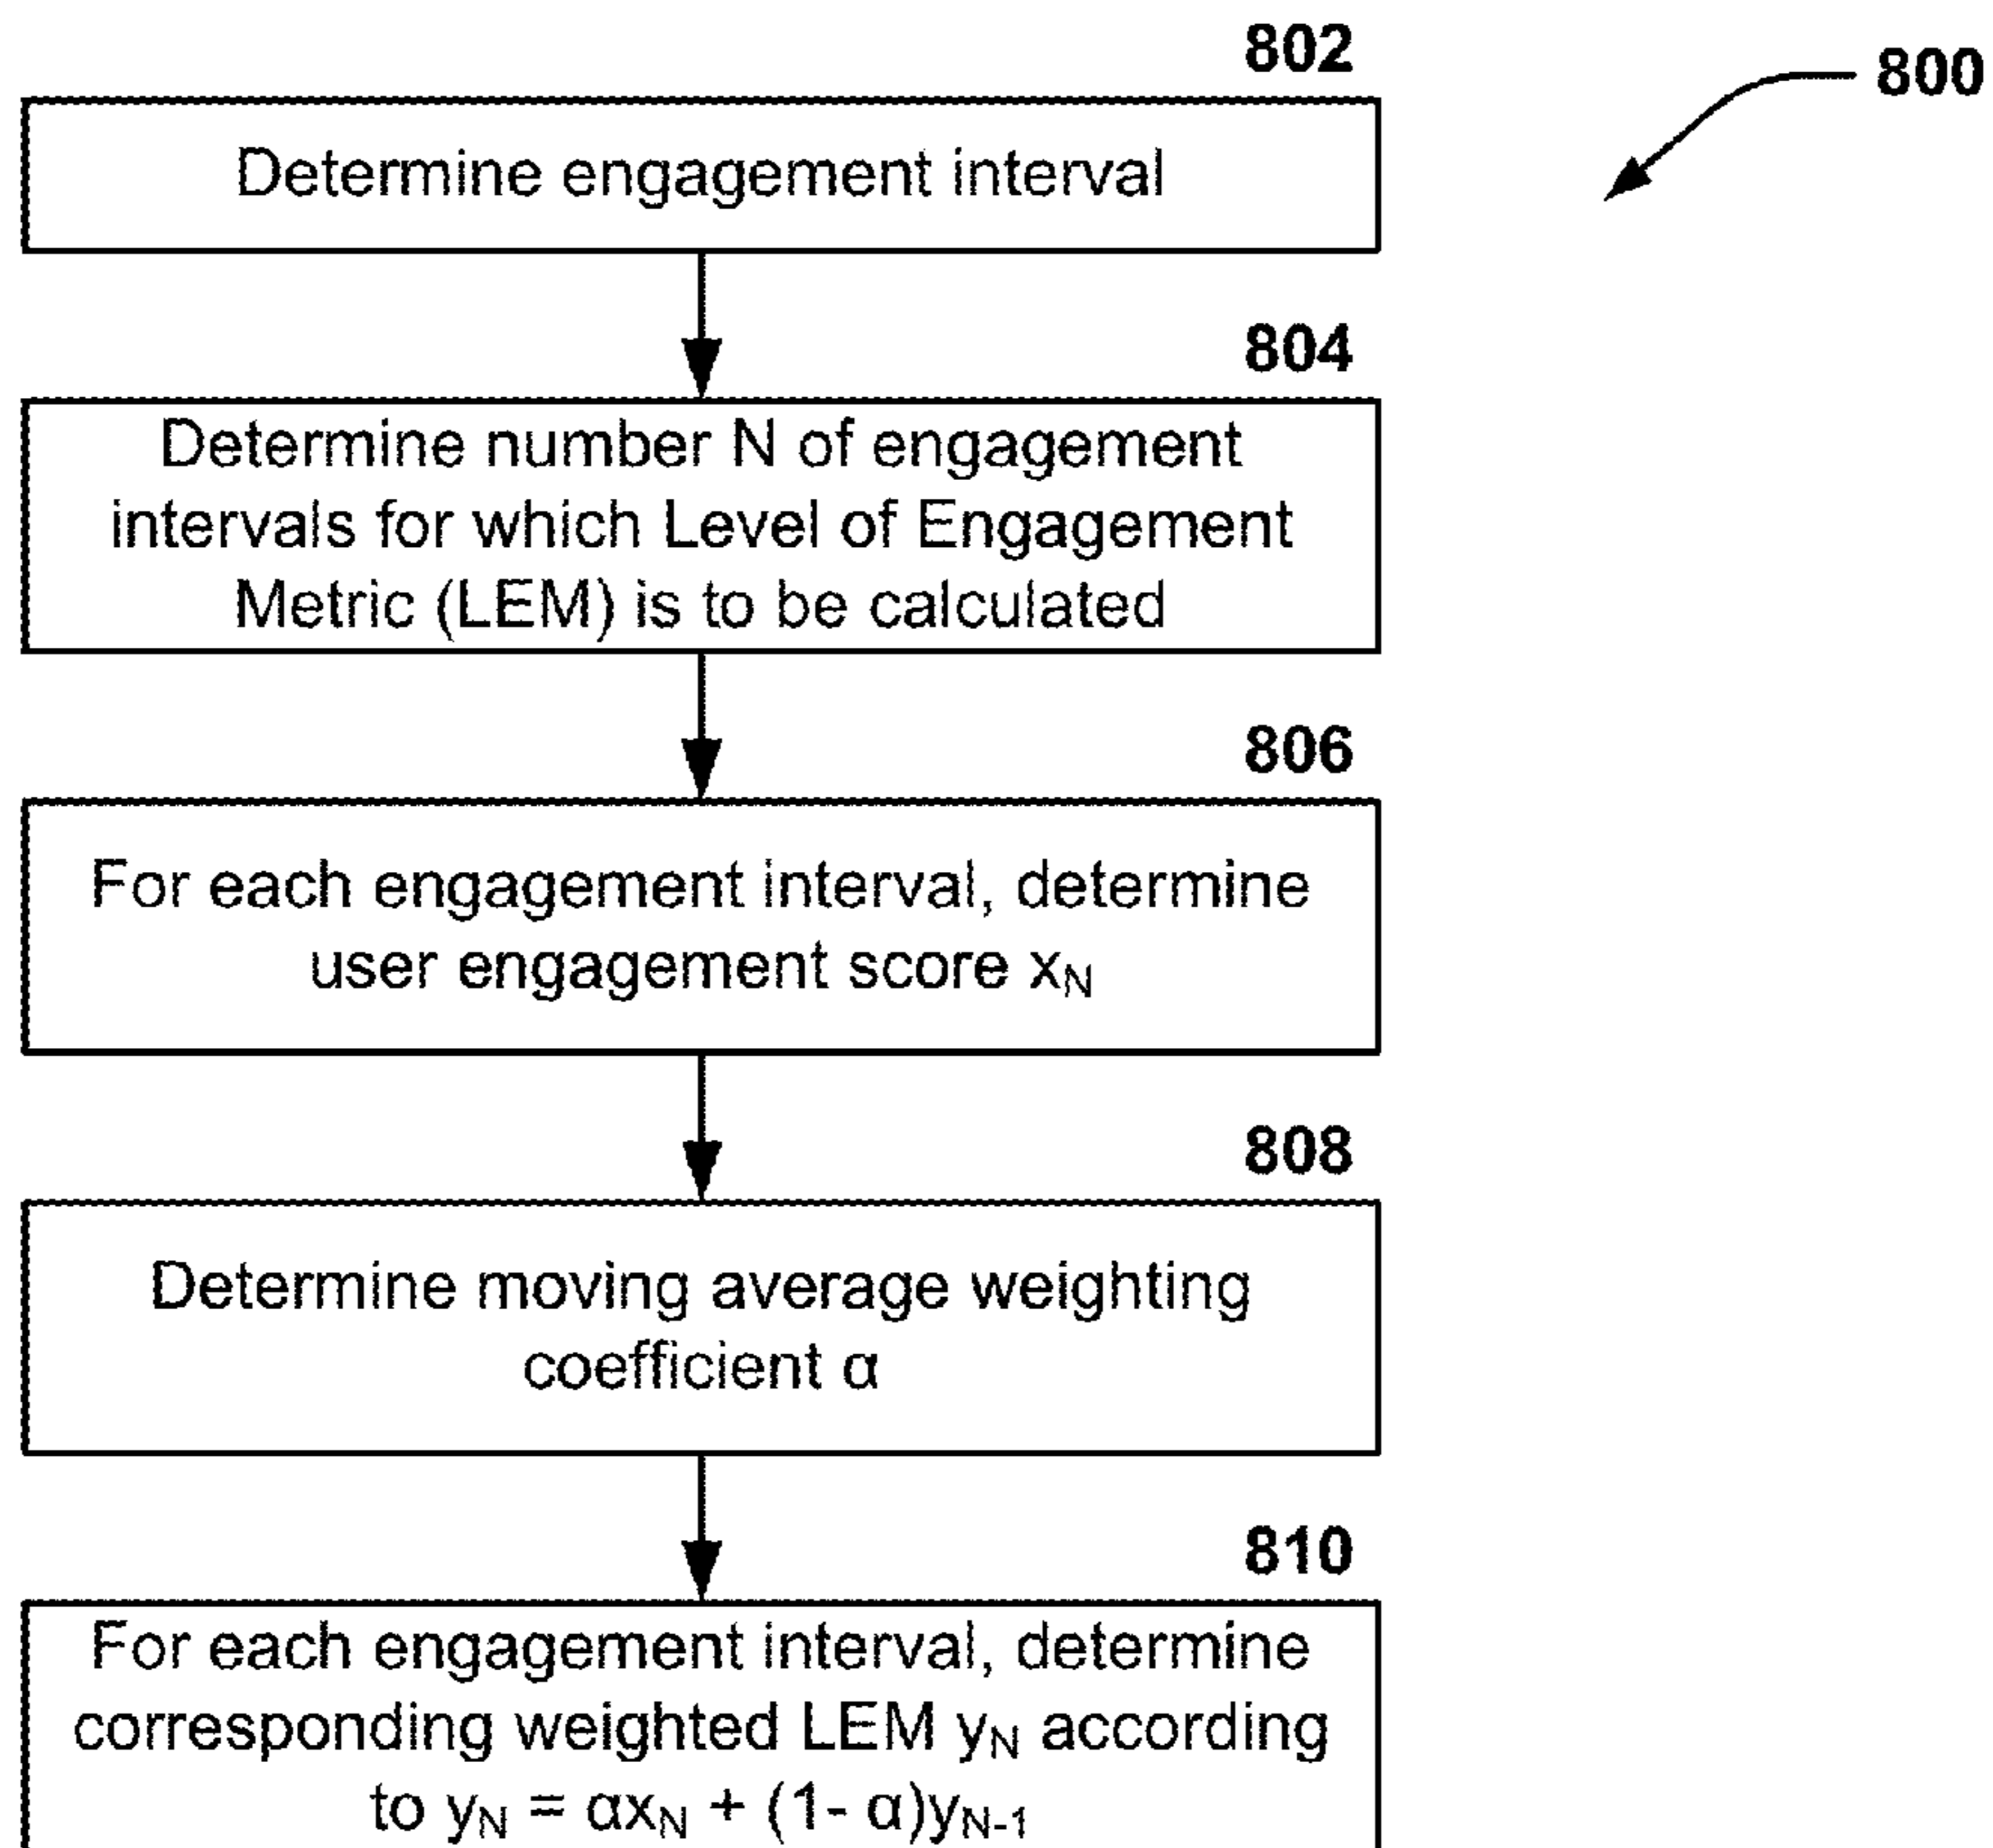 802
800
Determine engagement interval
804
Determine number N of engagement
intervals for which Level of Engagement
Metric (LEM) is to be calculated
806
For each engagement interval, determine
user engagement score xN
808
Determine moving average weighting
coefficient α
810
For each engagement interval, determine
corresponding weighted LEM yN according
to yN = αxN + (1- α)yN-1